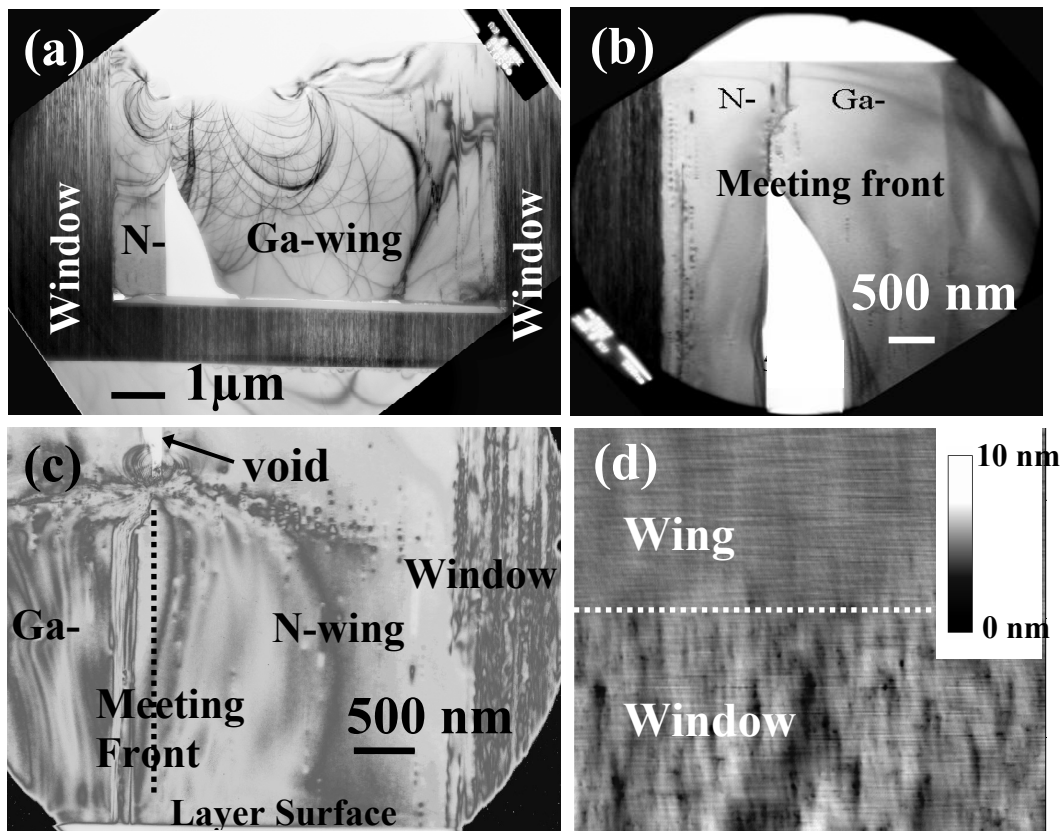 (a)
Window
N-
Ga-wing
Window
1µm
(b)
N-
Ga-
Meeting front
500 nm
(c)
void
Ga-
Window
N-wing
Meeting
Front
500 nm
Layer Surface
(d)
10 nm
Wing
0 nm
Window